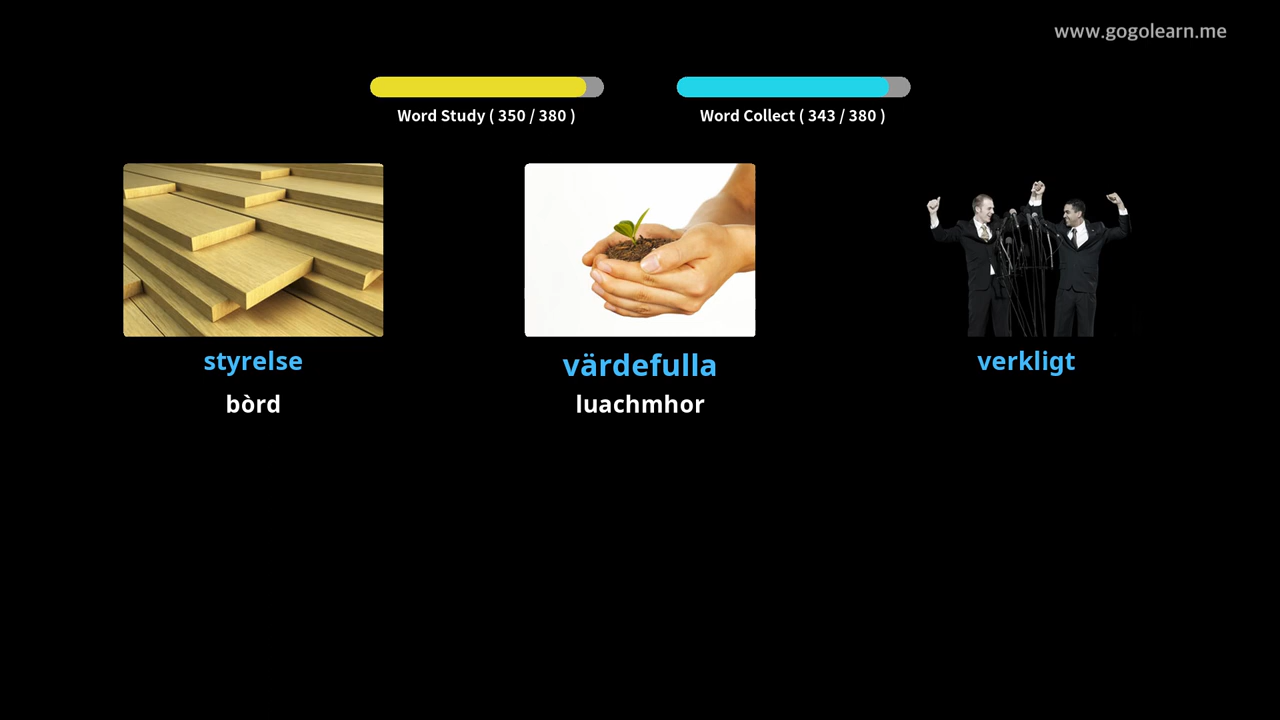 www.gogolearn.me
Word Study ( 350 / 380 )
Word Collect ( 343 / 380 )
styrelse
värdefulla
verkligt
bòrd
luachmhor